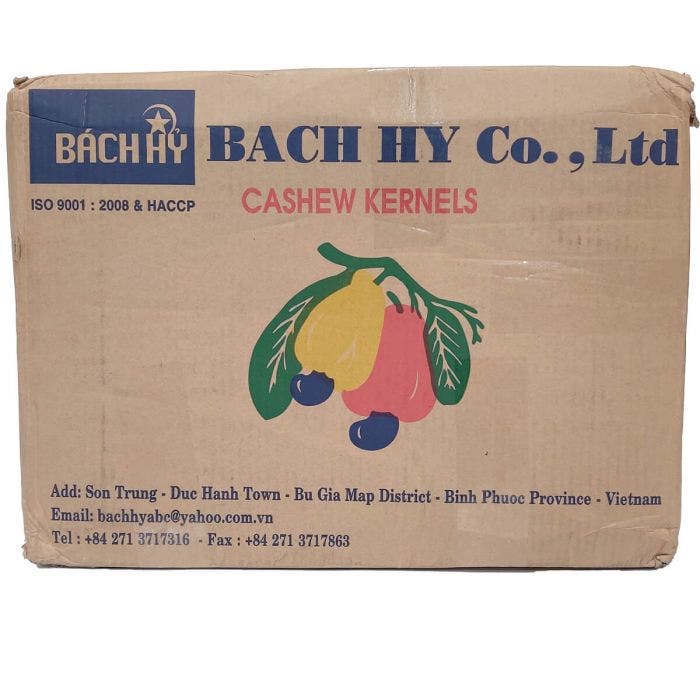 BÁCH HỶ
BACH HY Co., Ltd
ISO 9001 : 2008 & HACCP
CASHEW KERNELS
Add: Son Trung - Duc Hanh Town - Bu Gia Map District - Binh Phuoc Province - Vietnam
Email: bachhyabc@yahoo.com.vn
Tel : +84 271 3717316 - Fax : +84 271 3717863